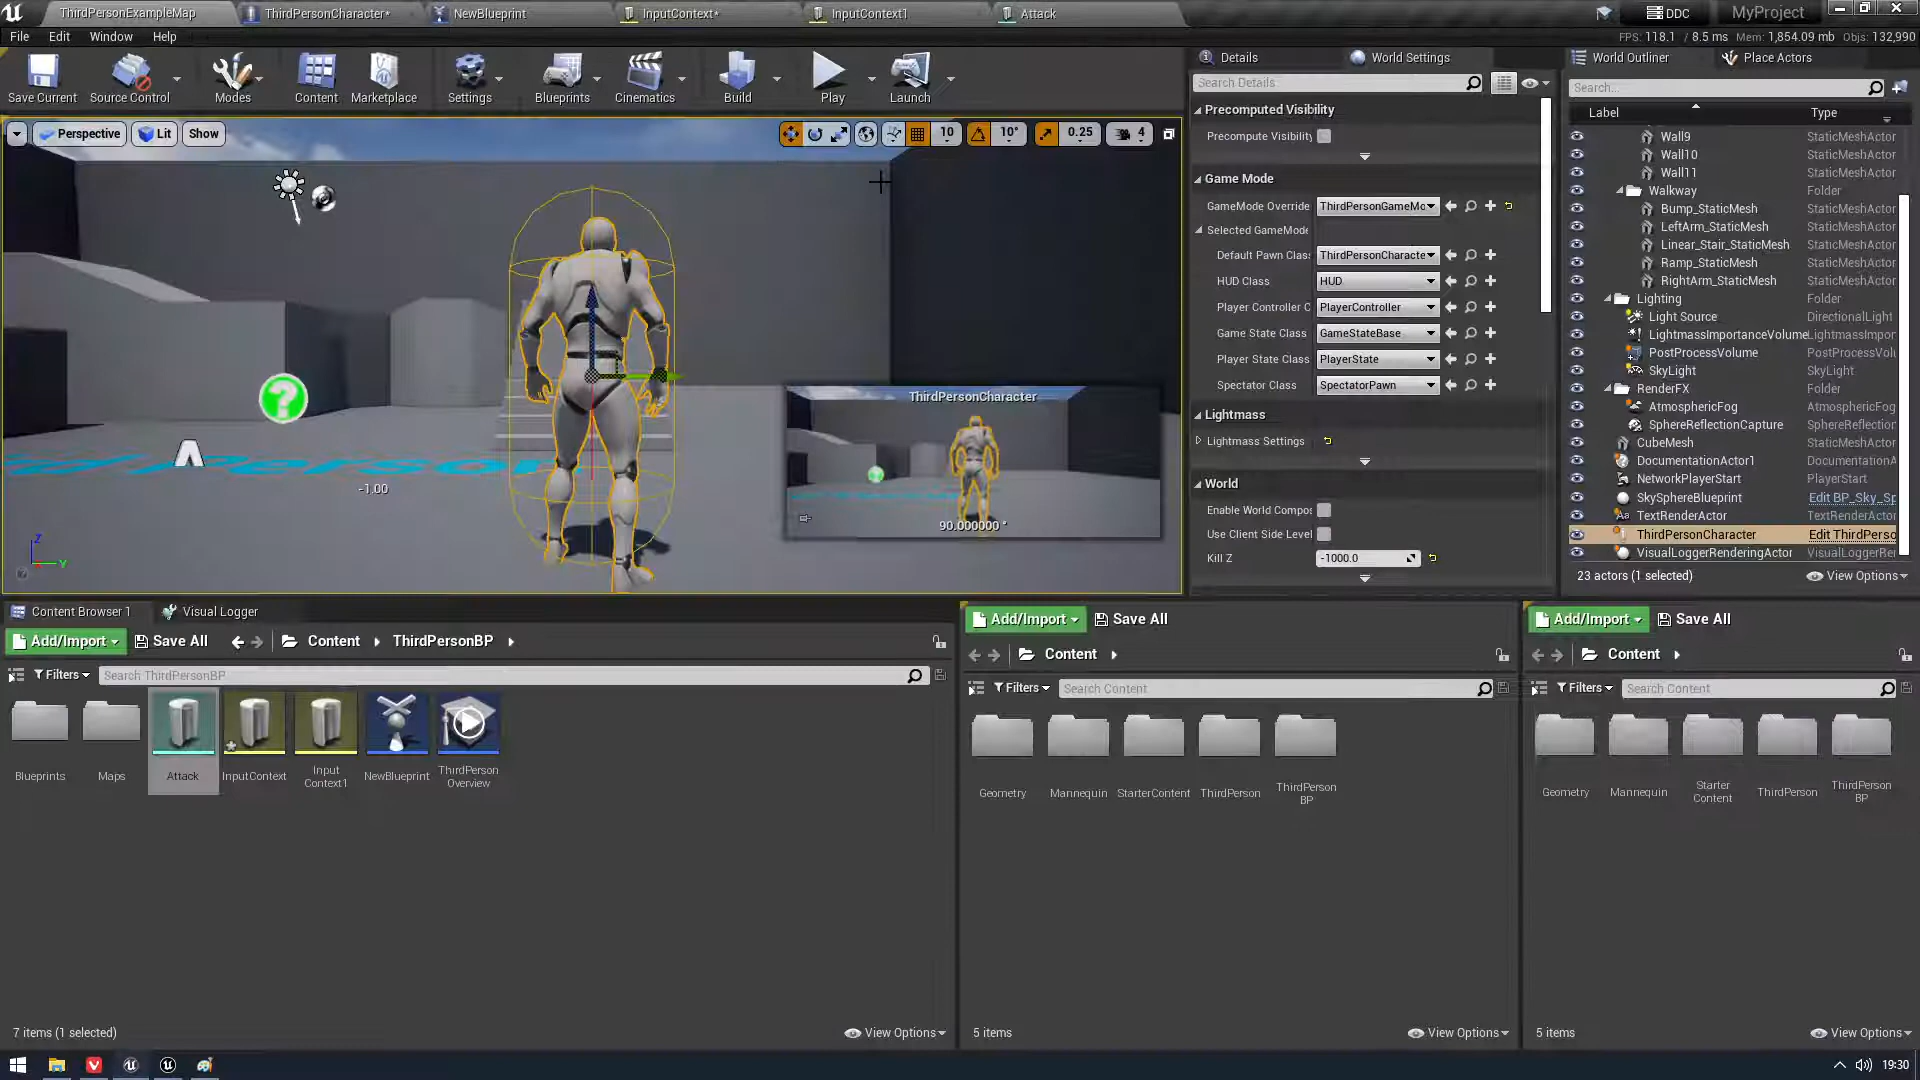 ThirdPersonExampleMap
ThirdPersonCharacter*
NewBlueprint
InputContext*
InputContext1
Attack
DDC
MyProject
File Edit Window Help
FPS: 118.1 / 8.5 ms Mem: 1,854.09 mb Objs: 132,990
Save Current
Source Control
Modes
Content
Marketplace
Settings
Blueprints
Cinematics
Build
Play
Launch
Perspective
Lit
Show
10
10°
0.25
4
ThirdPersonCharacter
90.000000 °
-1.00
Z
Y
Details
World Settings
Search Details
Precomputed Visibility
Precompute Visibility
Game Mode
GameMode Override
ThirdPersonGameMo
Selected GameMode
Default Pawn Clas
ThirdPersonCharacte
HUD Class
HUD
Player Controller C
PlayerController
Game State Class
GameStateBase
Player State Class
PlayerState
Spectator Class
SpectatorPawn
Lightmass
Lightmass Settings
World
Enable World Compos
Use Client Side Level
Kill Z
-1000.0
World Outliner
Place Actors
Search...
Label
Type
Wall9 StaticMeshActor
Wall10 StaticMeshActor
Wall11 StaticMeshActor
Walkway Folder
Bump_StaticMesh StaticMeshActor
LeftArm_StaticMesh StaticMeshActor
Linear_Stair_StaticMesh StaticMeshActor
Ramp_StaticMesh StaticMeshActor
RightArm_StaticMesh StaticMeshActor
Lighting Folder
Light Source DirectionalLight
LightmassImportanceVolume LightmassImpor
PostProcessVolume PostProcessVolu
SkyLight SkyLight
RenderFX Folder
AtmosphericFog AtmosphericFog
SphereReflectionCapture SphereReflection
CubeMesh StaticMeshActor
DocumentationActor1 DocumentationA
NetworkPlayerStart PlayerStart
SkySphereBlueprint Edit BP_Sky_Sp
TextRenderActor TextRenderActor
ThirdPersonCharacter Edit ThirdPerso
VisualLoggerRenderingActor VisualLoggerRen
23 actors (1 selected)
View Options
Content Browser 1
Visual Logger
Add/Import
Save All
Content
ThirdPersonBP
Filters
Search ThirdPersonBP
Blueprints
Maps
Attack
InputContext
Input
Context1
NewBlueprint
ThirdPerson
Overview
7 items (1 selected)
View Options
Add/Import
Save All
Content
Filters
Search Content
Geometry
Mannequin
StarterContent
ThirdPerson
ThirdPerson
BP
5 items
View Options
Add/Import
Save All
Content
Filters
Search Content
Geometry
Mannequin
Starter
Content
ThirdPerson
ThirdPerson
BP
5 items
View Options
19:30